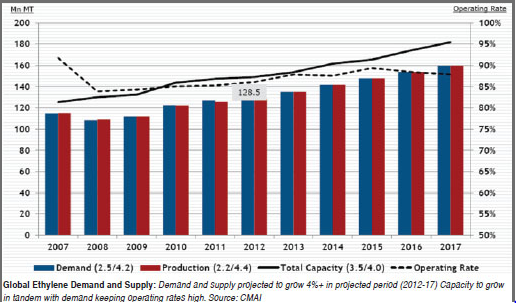 Mn MT Operating Rate
200 100%
180 95%
160 90%
140 85%
120 80%
100 75%
80 70%
60 65%
40 60%
20 55%
0 50%
128.5
2007 2008 2009 2010 2011 2012 2013 2014 2015 2016 2017
Demand (2.5/4.2) Production (2.2/4.4) Total Capacity (3.5/4.0) Operating Rate
Global Ethylene Demand and Supply: Demand and Supply projected to grow 4%+ in projected period (2012-17) Capacity to grow
in tandem with demand keeping operating rates high. Source: CMAI